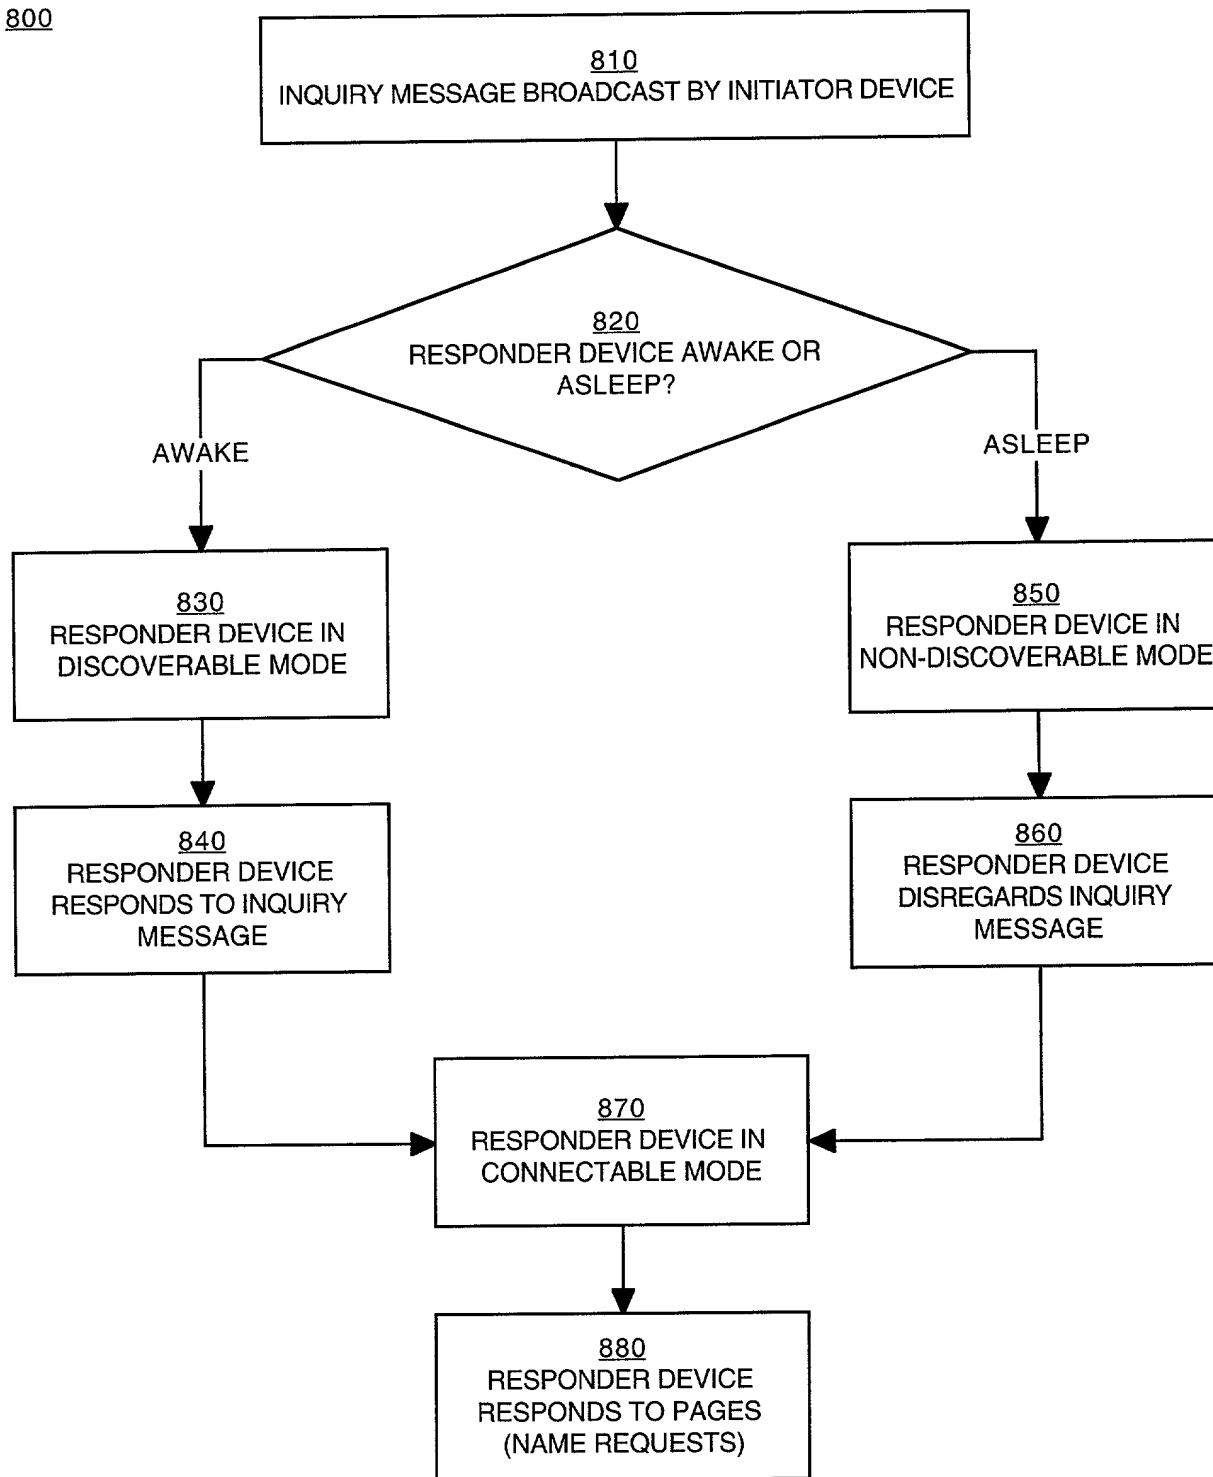 800
810
INQUIRY MESSAGE BROADCAST BY INITIATOR DEVICE
820
RESPONDER DEVICE AWAKE OR
ASLEEP?
AWAKE
ASLEEP
830
RESPONDER DEVICE IN
DISCOVERABLE MODE
850
RESPONDER DEVICE IN
NON-DISCOVERABLE MODE
840
RESPONDER DEVICE
RESPONDS TO INQUIRY
MESSAGE
860
RESPONDER DEVICE
DISREGARDS INQUIRY
MESSAGE
870
RESPONDER DEVICE IN
CONNECTABLE MODE
880
RESPONDER DEVICE
RESPONDS TO PAGES
(NAME REQUESTS)